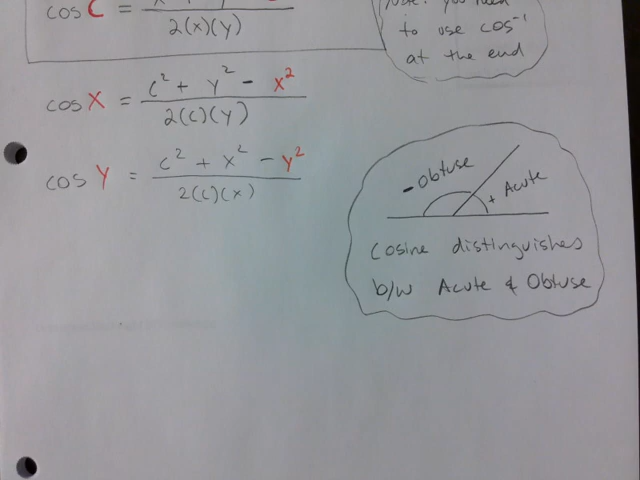 cos C =
2(x)(y)
to use cos⁻¹
at the end
cos X = c² + y² - x² / 2(c)(y)
cos Y = c² + x² - y² / 2(c)(x)
- Obtuse
+ Acute
Cosine distinguishes
b/w Acute & Obtuse